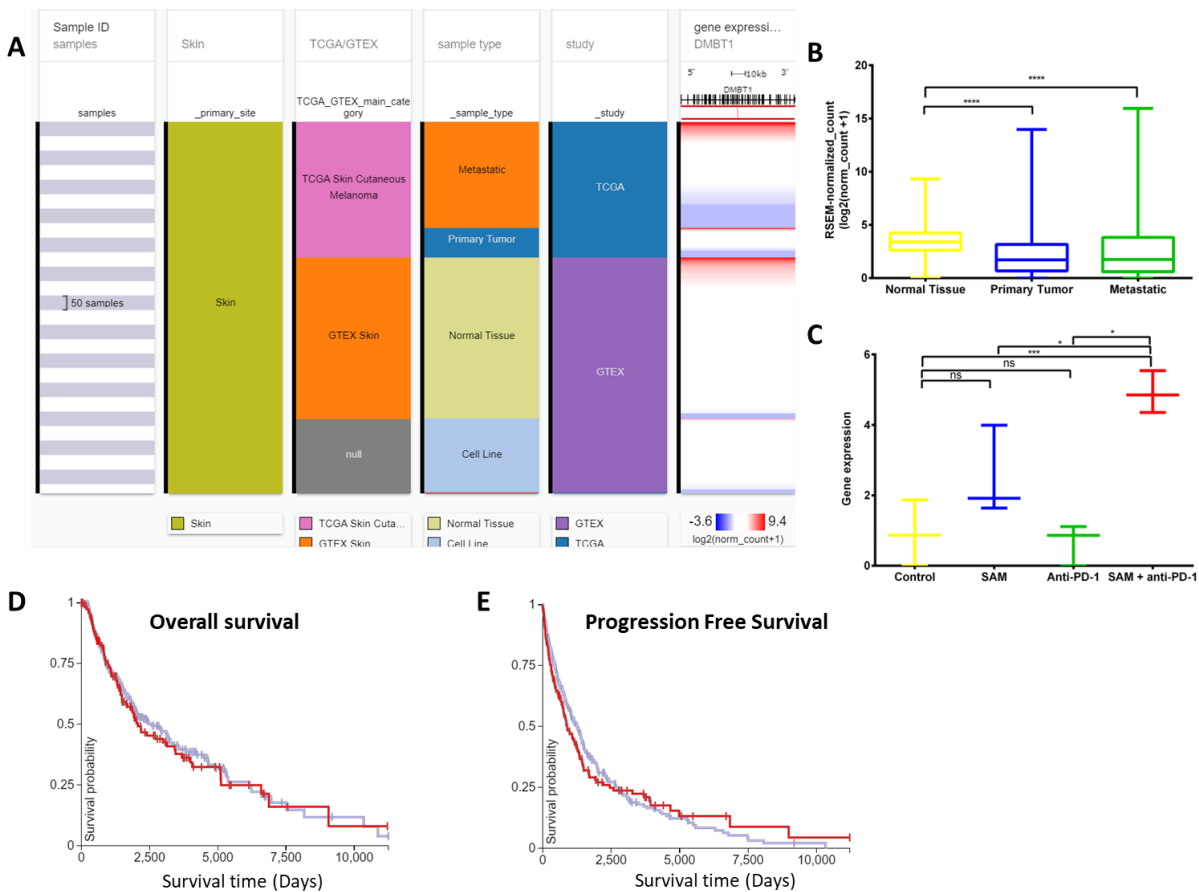 A
Sample ID
samples
Skin
TCGA/GTEX
sample type
study
gene expressi...
DMBT1
5'
10kb
3'
DMBT1
samples
_primary_site
TCGA_GTEX_main_cate
gory
_sample_type
_study
50 samples
Skin
TCGA Skin Cutaneous
Melanoma
GTEX Skin
null
Metastatic
Primary Tumor
Normal Tissue
Cell Line
TCGA
GTEX
Skin
TCGA Skin Cuta...
GTEX Skin
Normal Tissue
Cell Line
GTEX
TCGA
-3.6
9.4
log2(norm_count+1)
B
RSEM-normalized_count
(log2(norm_count +1)
20
15
10
5
0
****
****
Normal Tissue
Primary Tumor
Metastatic
C
Gene expression
6
4
2
0
*
*
***
ns
ns
Control
SAM
Anti-PD-1
SAM + anti-PD-1
D
Overall survival
Survival probability
1
0.75
0.5
0.25
0
0
2,500
5,000
7,500
10,000
Survival time (Days)
E
Progression Free Survival
Survival probability
1
0.75
0.5
0.25
0
0
2,500
5,000
7,500
10,000
Survival time (Days)